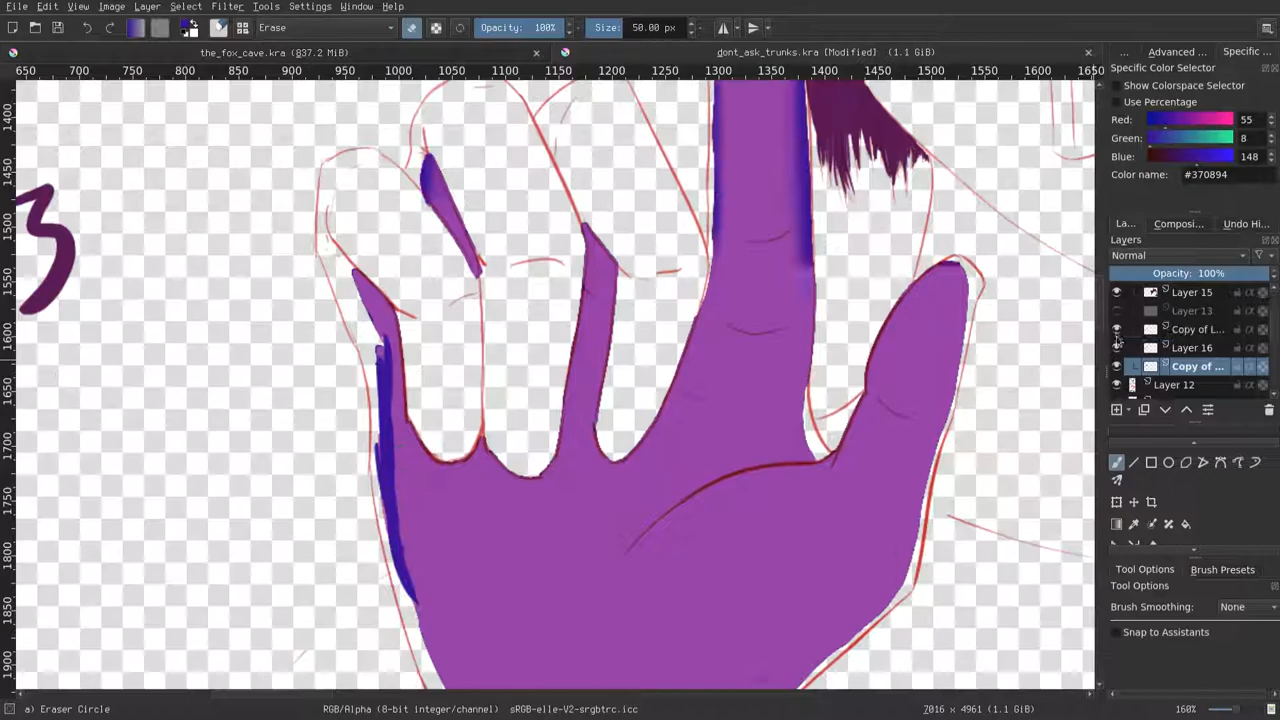 File Edit View Image Layer Select Filter Tools Settings Window Help
Erase Opacity: 100% Size: 50.00 px
the_fox_cave.kra (837.2 MiB) dont_ask_trunks.kra [Modified] (1.1 GiB) ... Advanced ... Specific ...
650 800 850 900 950 1000 1050 1100 1150 1200 1250 1300 1350 1400 1450 1500 1550 1600 1650
Specific Color Selector
Show Colorspace Selector
Use Percentage
Red: 55
Green: 8
Blue: 148
Color name: #370894
La... Composi... Undo Hi...
Layers
Normal
Opacity: 100%
Layer 15
Layer 13
Copy of L...
Layer 16
Copy of ...
Layer 12
1400
1450
1500
1550
1600
1650
1700
1750
1800
1850
1900
3
Tool Options Brush Presets
Tool Options
Brush Smoothing: None
Snap to Assistants
a) Eraser Circle RGB/Alpha (8-bit integer/channel) sRGB-elle-V2-srgbtrc.icc 7016 x 4961 (1.1 GiB) 160%